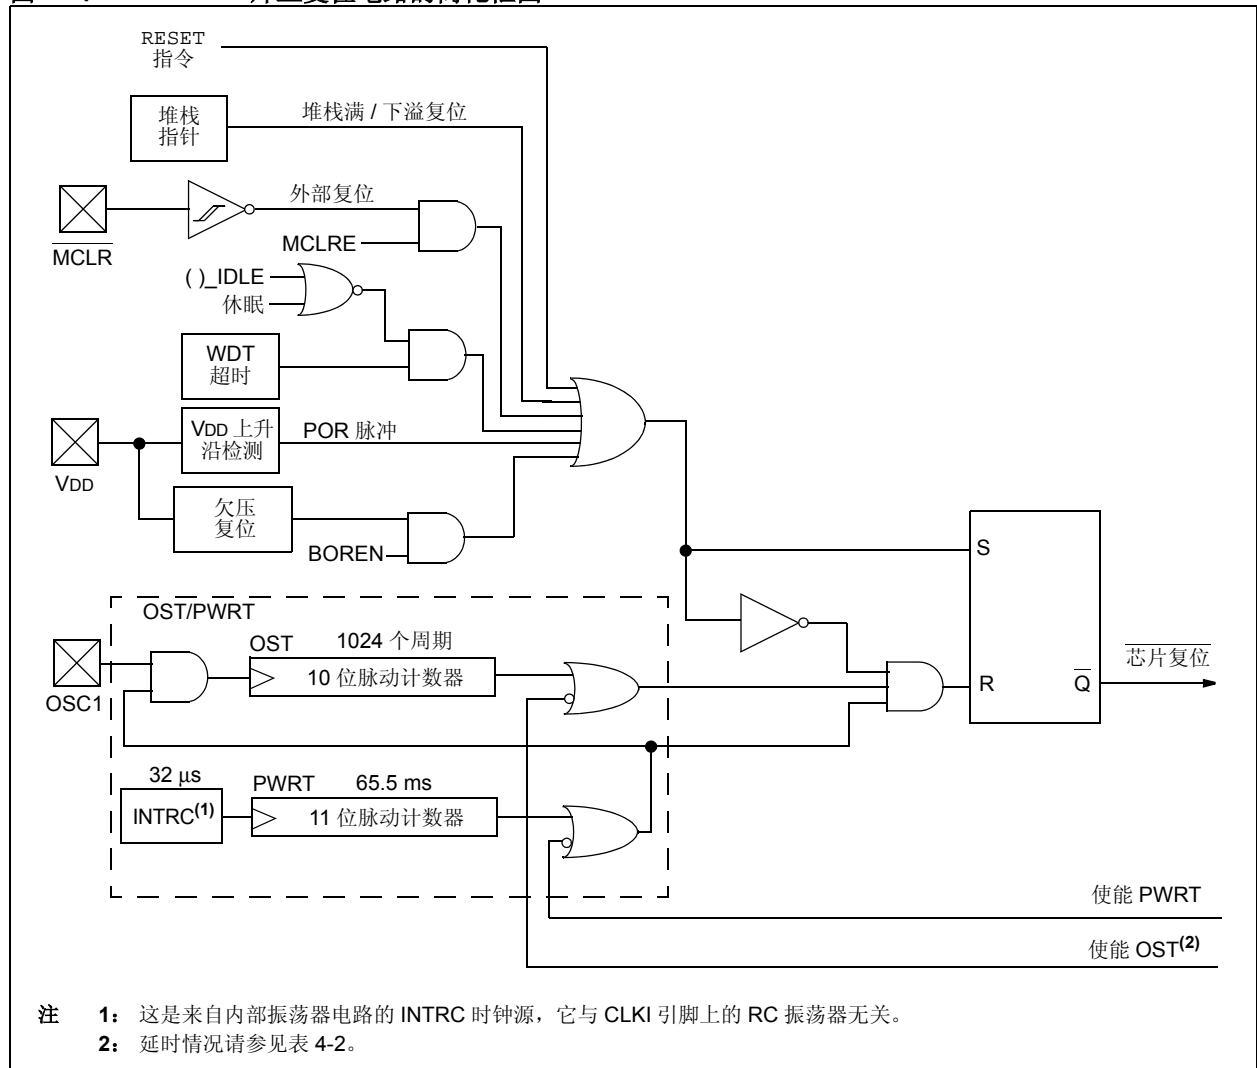 RESET
指令
堆栈
指针
堆栈满 / 下溢复位
MCLR
外部复位
MCLRE
( )_IDLE
休眠
WDT
超时
VDD
VDD 上升
沿检测
POR 脉冲
欠压
复位
BOREN
S
R
Q
芯片复位
OST/PWRT
OSC1
OST
1024 个周期
10 位脉动计数器
32 μs
INTRC(1)
PWRT
65.5 ms
11 位脉动计数器
使能 PWRT
使能 OST(2)
注 1: 这是来自内部振荡器电路的 INTRC 时钟源，它与 CLKI 引脚上的 RC 振荡器无关。
2: 延时情况请参见表 4-2。